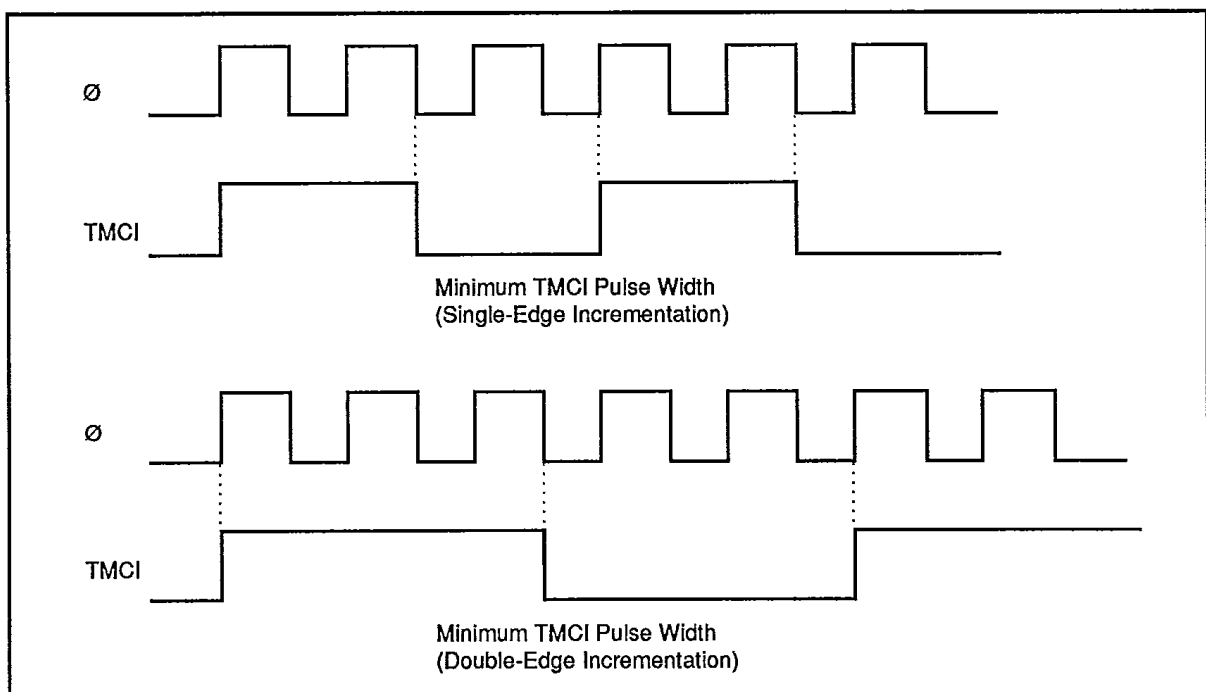 Ø
TMCI
Minimum TMCI Pulse Width
(Single-Edge Incrementation)
Ø
TMCI
Minimum TMCI Pulse Width
(Double-Edge Incrementation)